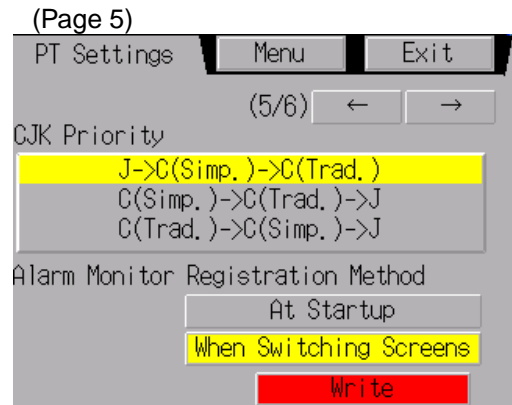 (Page 5)
PT Settings Menu Exit
(5/6) ← →
CJK Priority
J->C(Simp.)->C(Trad.)
C(Simp.)->C(Trad.)->J
C(Trad.)->C(Simp.)->J
Alarm Monitor Registration Method
At Startup
When Switching Screens
Write